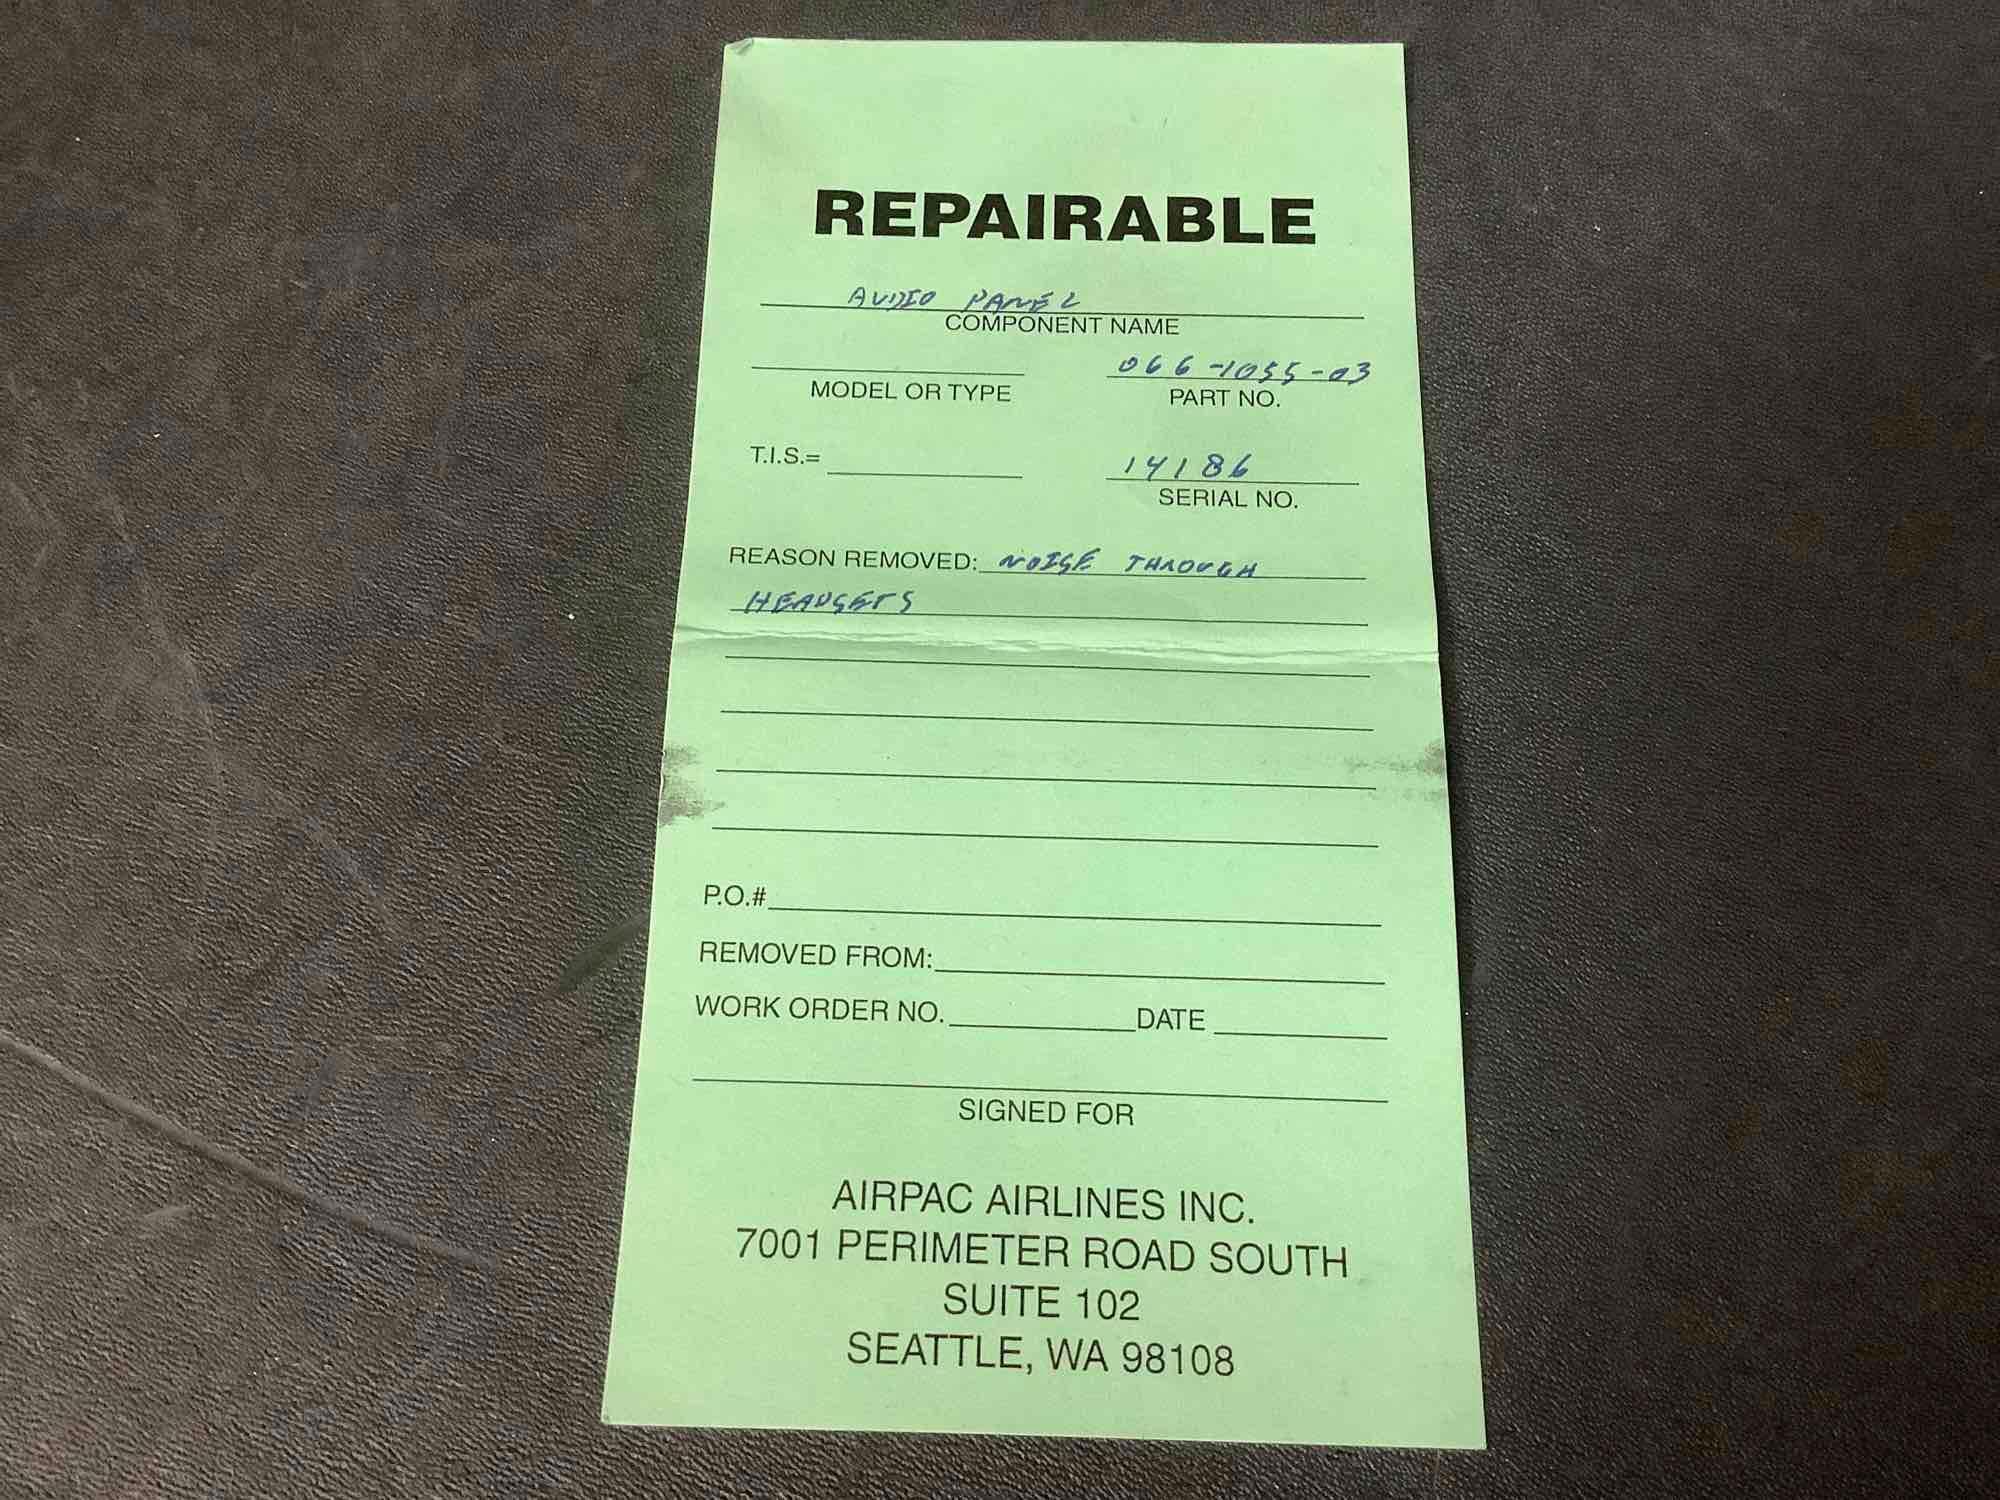 REPAIRABLE
AUDIO PANEL
COMPONENT NAME
066-1055-03
MODEL OR TYPE PART NO.
T.I.S.= 14186
SERIAL NO.
REASON REMOVED: NOISE THROUGH
HEADSETS
P.O.#
REMOVED FROM:
WORK ORDER NO. DATE
SIGNED FOR
AIRPAC AIRLINES INC.
7001 PERIMETER ROAD SOUTH
SUITE 102
SEATTLE, WA 98108